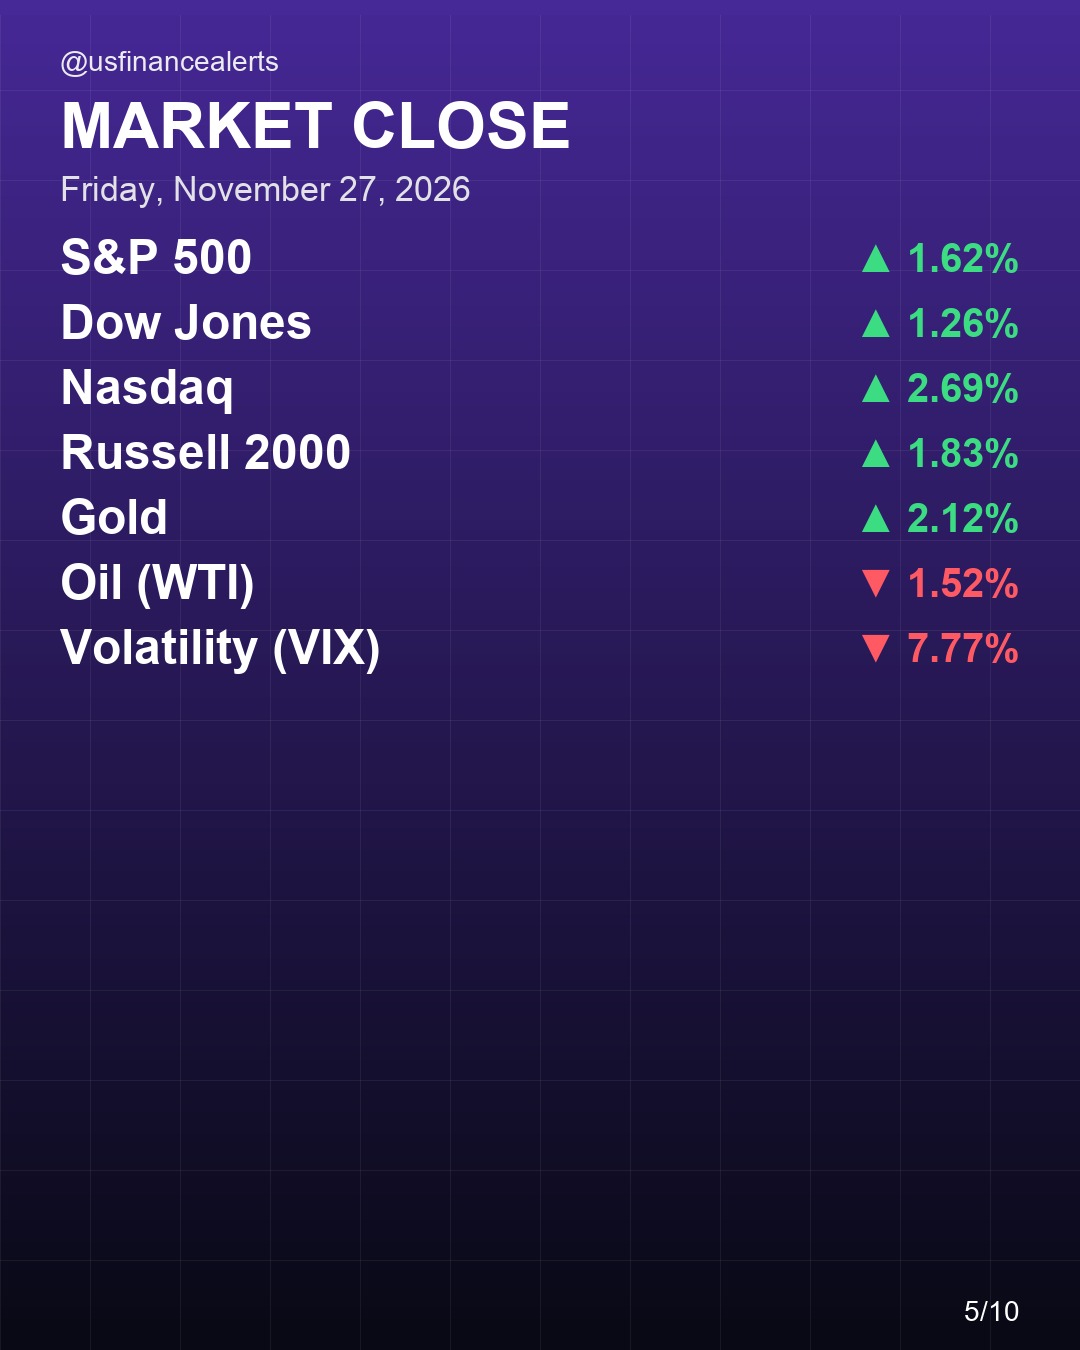 @usfinancealerts
MARKET CLOSE
Friday, November 27, 2026
S&P 500 ▲ 1.62%
Dow Jones ▲ 1.26%
Nasdaq ▲ 2.69%
Russell 2000 ▲ 1.83%
Gold ▲ 2.12%
Oil (WTI) ▼ 1.52%
Volatility (VIX) ▼ 7.77%
5/10